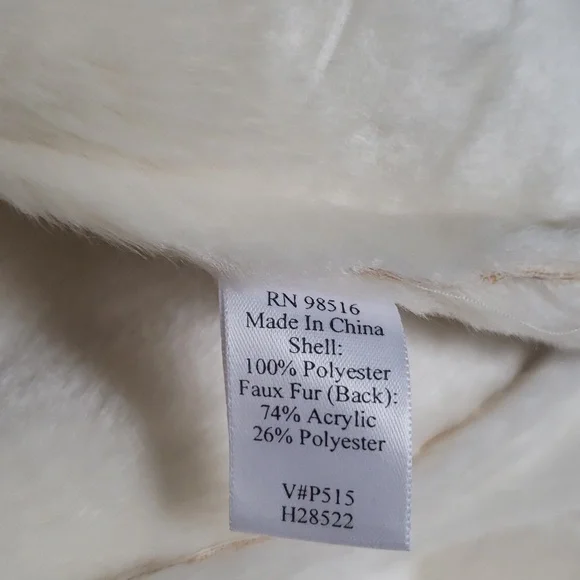 RN 98516
Made In China
Shell:
100% Polyester
Faux Fur (Back):
74% Acrylic
26% Polyester
V#P515
H28522